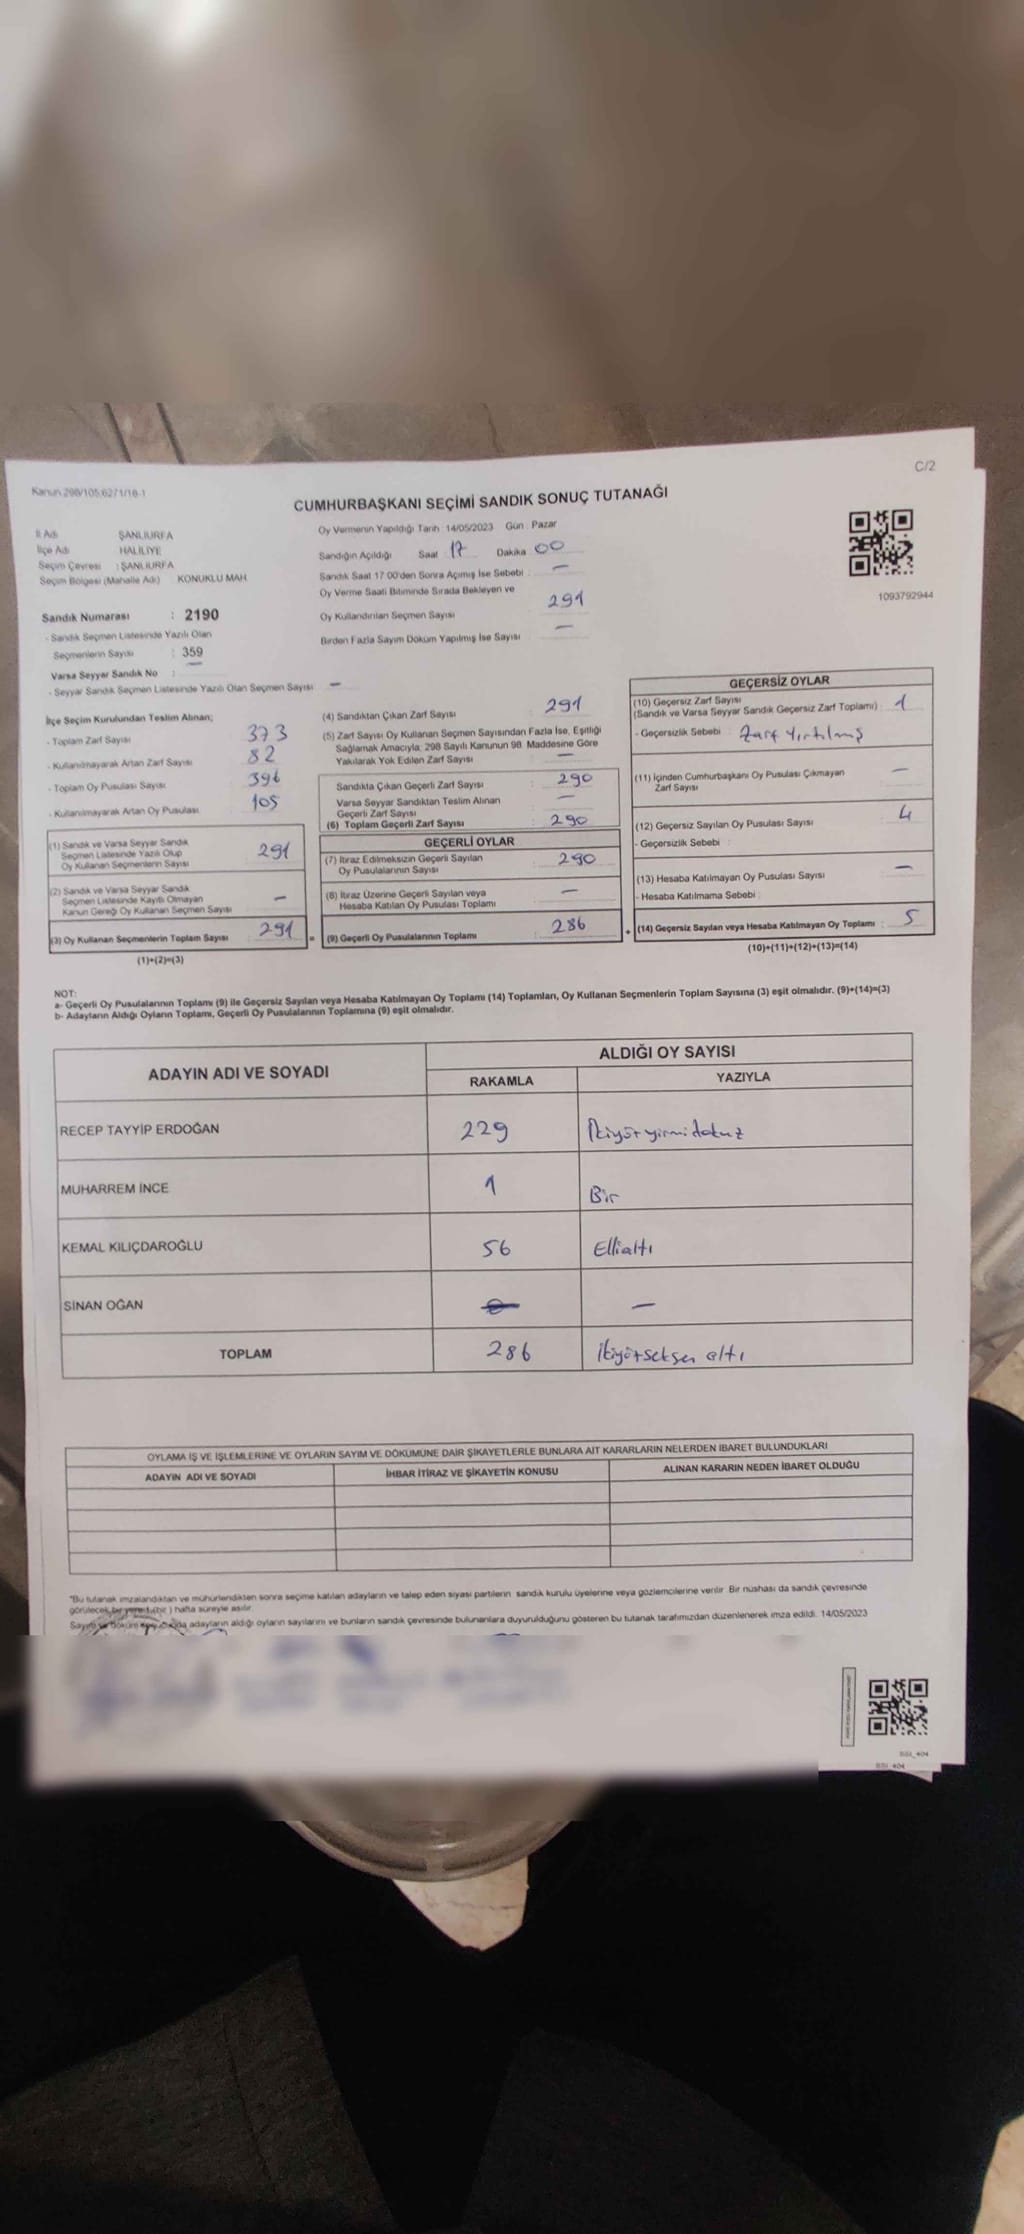 C/2
Kanun:298/105,6271/16-1
CUMHURBAŞKANI SEÇİMİ SANDIK SONUÇ TUTANAĞI
İl Adı ŞANLIURFA
İlçe Adı HALİLİYE
Seçim Çevresi : ŞANLIURFA
Seçim Bölgesi (Mahalle Adı) KONUKLU MAH
Oy Vermenin Yapıldığı Tarih : 14/05/2023 Gün : Pazar
Sandığın Açıldığı Saat 17 Dakika 00
Sandık Saat 17:00'den Sonra Açımış İse Sebebi : —
Oy Verme Saati Bitiminde Sırada Bekleyen ve
Oy Kullandırılan Seçmen Sayısı 291
Birden Fazla Sayım Döküm Yapılmış İse Sayısı —
1093792944
Sandık Numarası : 2190
- Sandık Seçmen Listesinde Yazılı Olan
Seçmenlerin Sayısı : 359
Varsa Seyyar Sandık No : —
- Seyyar Sandık Seçmen Listesinde Yazılı Olan Seçmen Sayısı —
İlçe Seçim Kurulundan Teslim Alınan;
- Toplam Zarf Sayısı 373
- Kullanılmayarak Artan Zarf Sayısı 82
- Toplam Oy Pusulası Sayısı 396
- Kullanılmayarak Artan Oy Pusulası 105
(1) Sandık ve Varsa Seyyar Sandık
Seçmen Listesinde Yazılı Olup
Oy Kullanan Seçmenlerin Sayısı 291
(2) Sandık ve Varsa Seyyar Sandık
Seçmen Listesinde Kayıtlı Olmayan
Kanun Gereği Oy Kullanan Seçmen Sayısı —
(3) Oy Kullanan Seçmenlerin Toplam Sayısı 291 =
(1)+(2)=(3)
(4) Sandıktan Çıkan Zarf Sayısı 291
(5) Zarf Sayısı Oy Kullanan Seçmen Sayısından Fazla İse, Eşitliği
Sağlamak Amacıyla; 298 Sayılı Kanunun 98. Maddesine Göre
Yakılarak Yok Edilen Zarf Sayısı —
Sandıkta Çıkan Geçerli Zarf Sayısı : 290
Varsa Seyyar Sandıktan Teslim Alınan
Geçerli Zarf Sayısı —
(6) Toplam Geçerli Zarf Sayısı : 290
GEÇERLİ OYLAR
(7) İtiraz Edilmeksizin Geçerli Sayılan
Oy Pusulalarının Sayısı : 290
(8) İtiraz Üzerine Geçerli Sayılan veya
Hesaba Katılan Oy Pusulası Toplamı : —
(9) Geçerli Oy Pusulalarının Toplamı : 286 +
GEÇERSİZ OYLAR
(10) Geçersiz Zarf Sayısı
(Sandık ve Varsa Seyyar Sandık Geçersiz Zarf Toplamı) : 1
- Geçersizlik Sebebi : Zarf Yırtılmış
(11) İçinden Cumhurbaşkanı Oy Pusulası Çıkmayan
Zarf Sayısı —
(12) Geçersiz Sayılan Oy Pusulası Sayısı 4
- Geçersizlik Sebebi :
(13) Hesaba Katılmayan Oy Pusulası Sayısı —
- Hesaba Katılmama Sebebi :
(14) Geçersiz Sayılan veya Hesaba Katılmayan Oy Toplamı : 5
(10)+(11)+(12)+(13)=(14)
NOT:
a- Geçerli Oy Pusulalarının Toplamı (9) ile Geçersiz Sayılan veya Hesaba Katılmayan Oy Toplamı (14) Toplamları, Oy Kullanan Seçmenlerin Toplam Sayısına (3) eşit olmalıdır. (9)+(14)=(3)
b- Adayların Aldığı Oyların Toplamı, Geçerli Oy Pusulalarının Toplamına (9) eşit olmalıdır.
ADAYIN ADI VE SOYADI ALDIĞI OY SAYISI
RAKAMLA YAZIYLA
RECEP TAYYİP ERDOĞAN 229 İkiyüzyirmidokuz
MUHARREM İNCE 1 Bir
KEMAL KILIÇDAROĞLU 56 Ellialtı
SİNAN OĞAN —
TOPLAM 286 İkiyüzseksen altı
OYLAMA İŞ VE İŞLEMLERİNE VE OYLARIN SAYIM VE DÖKÜMÜNE DAİR ŞİKAYETLERLE BUNLARA AİT KARARLARIN NELERDEN İBARET BULUNDUKLARI
ADAYIN ADI VE SOYADI İHBAR İTİRAZ VE ŞİKAYETİN KONUSU ALINAN KARARIN NEDEN İBARET OLDUĞU
*Bu tutanak imzalandıktan ve mühürlendikten sonra seçime katılan adayların ve talep eden siyasi partilerin sandık kurulu üyelerine veya gözlemcilerine verilir. Bir nüshası da sandık çevresinde
görülecek bir yere (bir ) hafta süreyle asılır.
Sayım ve döküm adayların aldığı oyların sayılarını ve bunların sandık çevresinde bulunanlara duyurulduğunu gösteren bu tutanak tarafımızdan düzenlenerek imza edildi. 14/05/2023